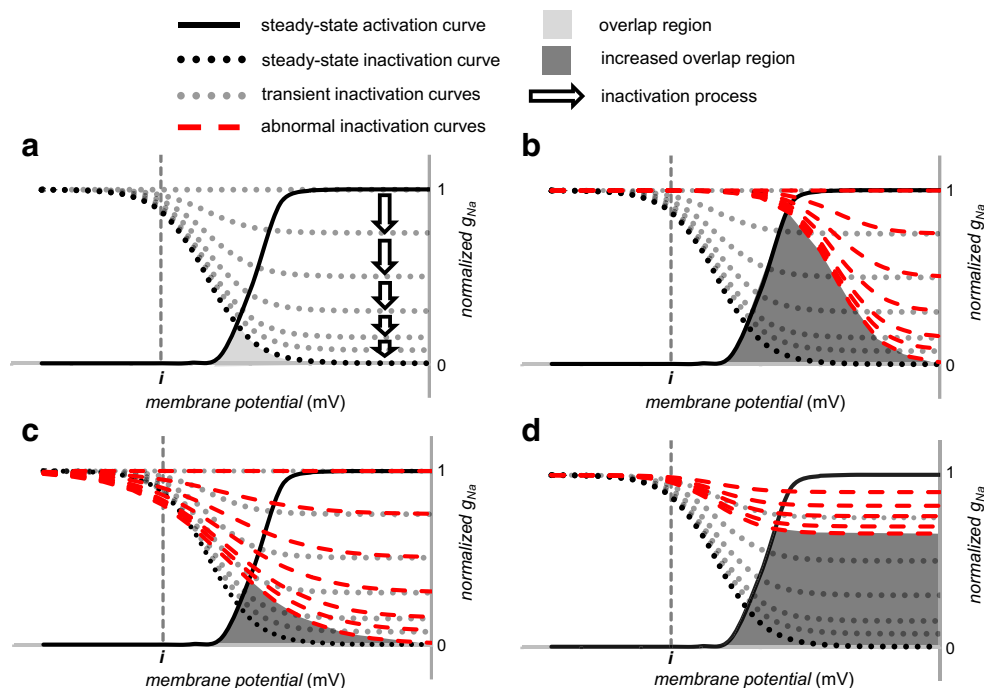 steady-state activation curve
steady-state inactivation curve
transient inactivation curves
abnormal inactivation curves
overlap region
increased overlap region
inactivation process
a
1
normalized gNa
0
i
membrane potential (mV)
b
1
normalized gNa
0
i
membrane potential (mV)
c
1
normalized gNa
0
i
membrane potential (mV)
d
1
normalized gNa
0
i
membrane potential (mV)